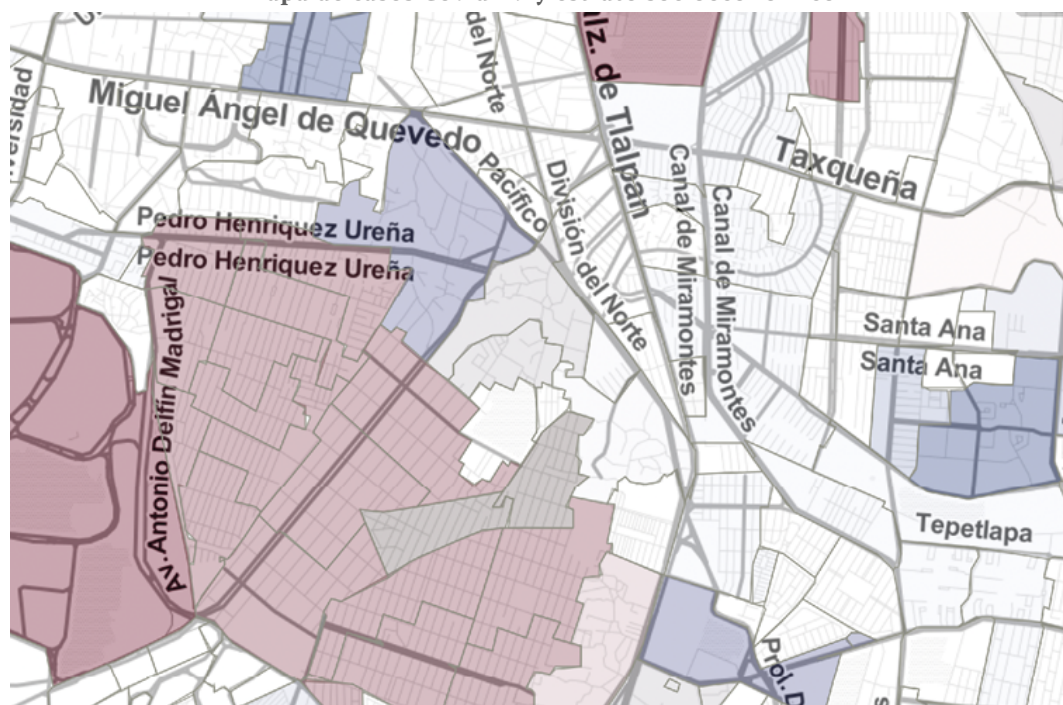 del Norte
lz. de Tlalpan
Miguel Ángel de Quevedo
Pacífico
Taxqueña
División del Norte
Canal de Miramontes
Canal de Miramontes
Pedro Henriquez Ureña
Pedro Henriquez Ureña
Av. Antonio Delfín Madrigal
Santa Ana
Santa Ana
Tepetlapa
Prol. D